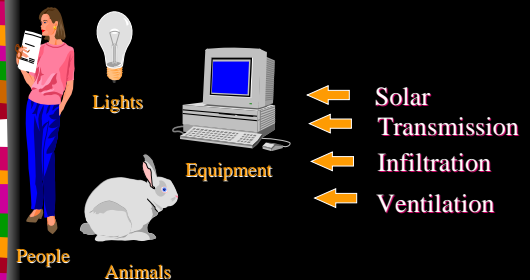 Lights
Equipment
People
Animals
Solar
Transmission
Infiltration
Ventilation